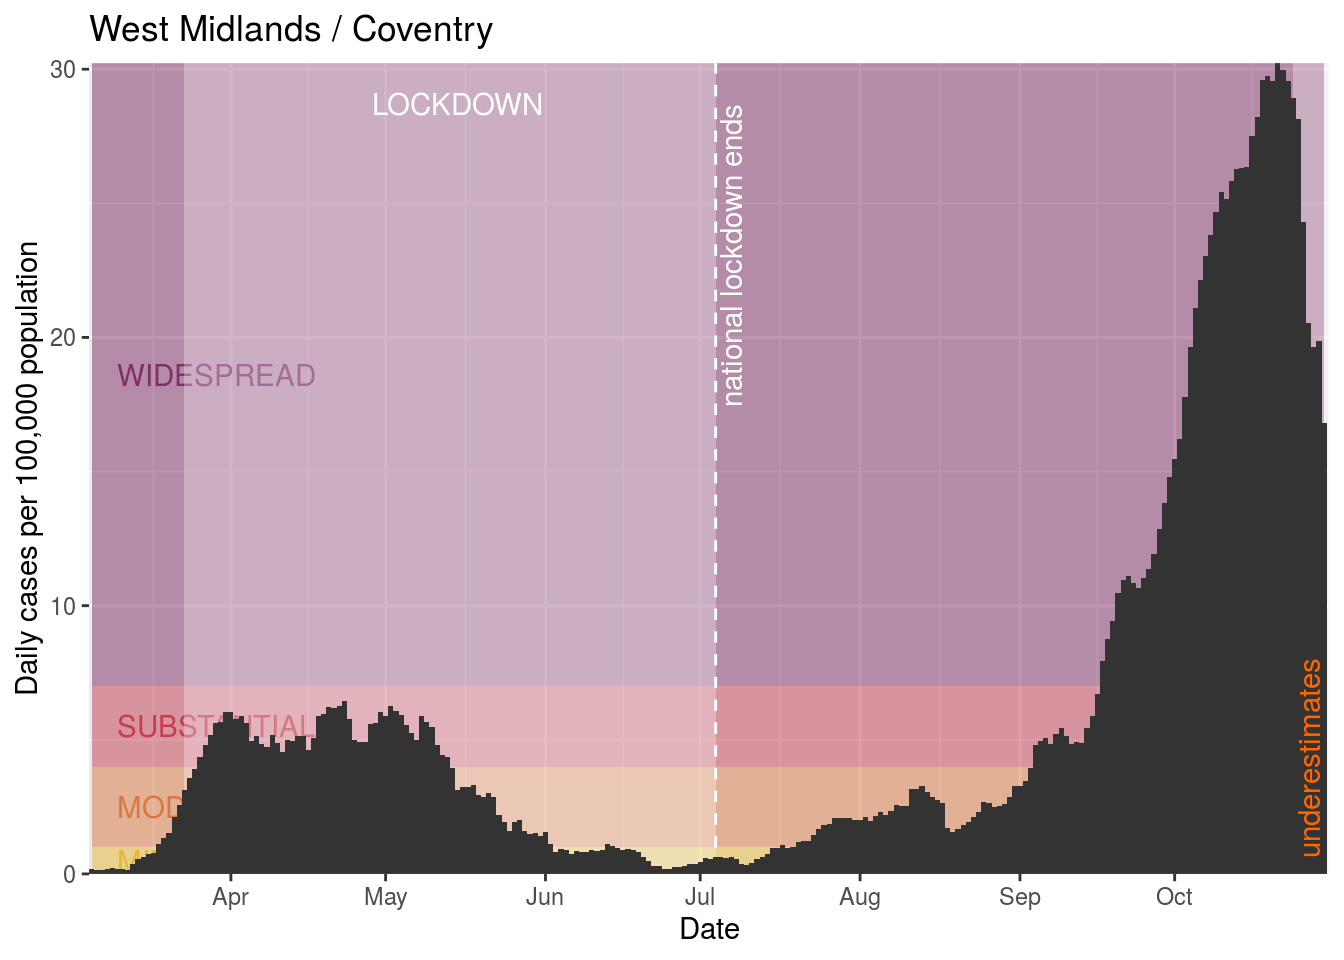 West Midlands / Coventry
30
20
10
0
Daily cases per 100,000 population
LOCKDOWN
national lockdown ends
WIDESPREAD
SUBSTANTIAL
MOD
underestimates
Apr May Jun Jul Aug Sep Oct
Date